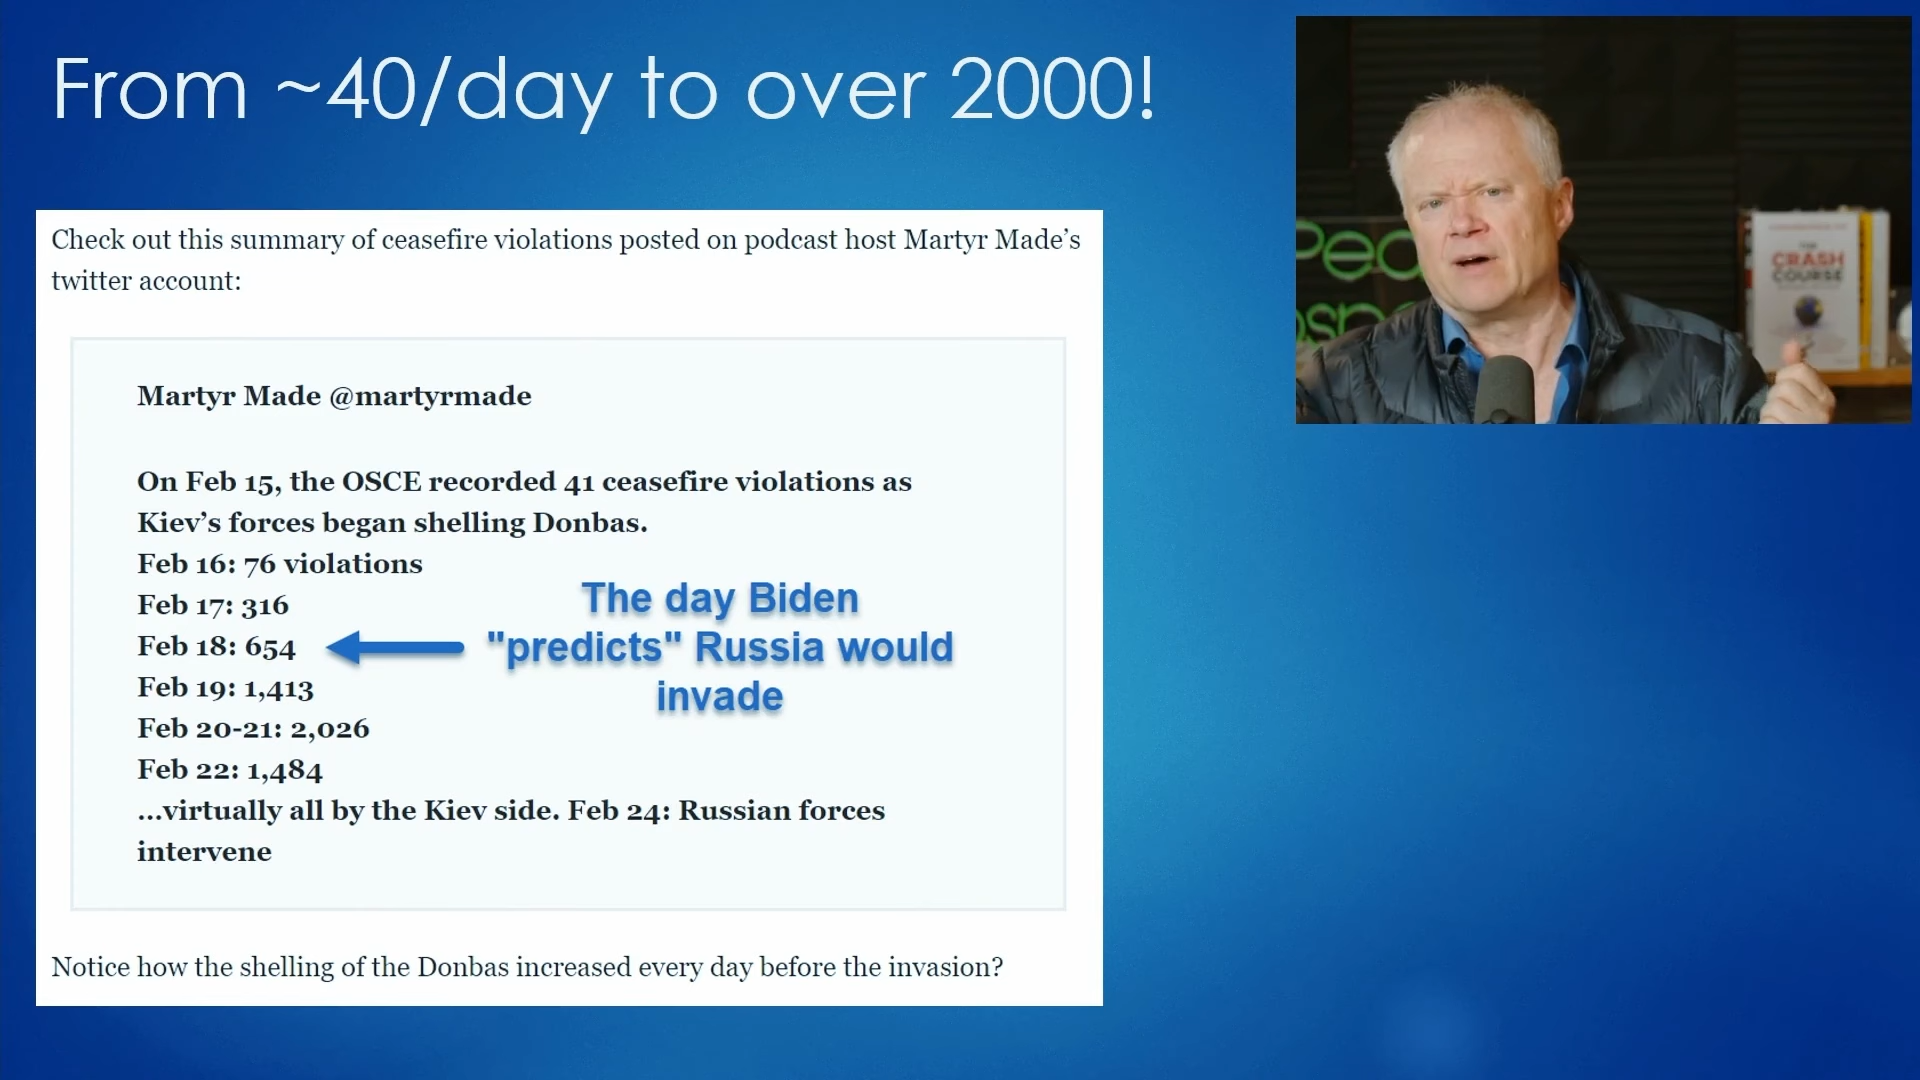 From ~40/day to over 2000!
Check out this summary of ceasefire violations posted on podcast host Martyr Made’s
twitter account:
Martyr Made @martyrmade
On Feb 15, the OSCE recorded 41 ceasefire violations as
Kiev’s forces began shelling Donbas.
Feb 16: 76 violations
Feb 17: 316
Feb 18: 654
Feb 19: 1,413
Feb 20-21: 2,026
Feb 22: 1,484
...virtually all by the Kiev side. Feb 24: Russian forces
intervene
The day Biden
"predicts" Russia would
invade
Notice how the shelling of the Donbas increased every day before the invasion?
CRASH
COURSE